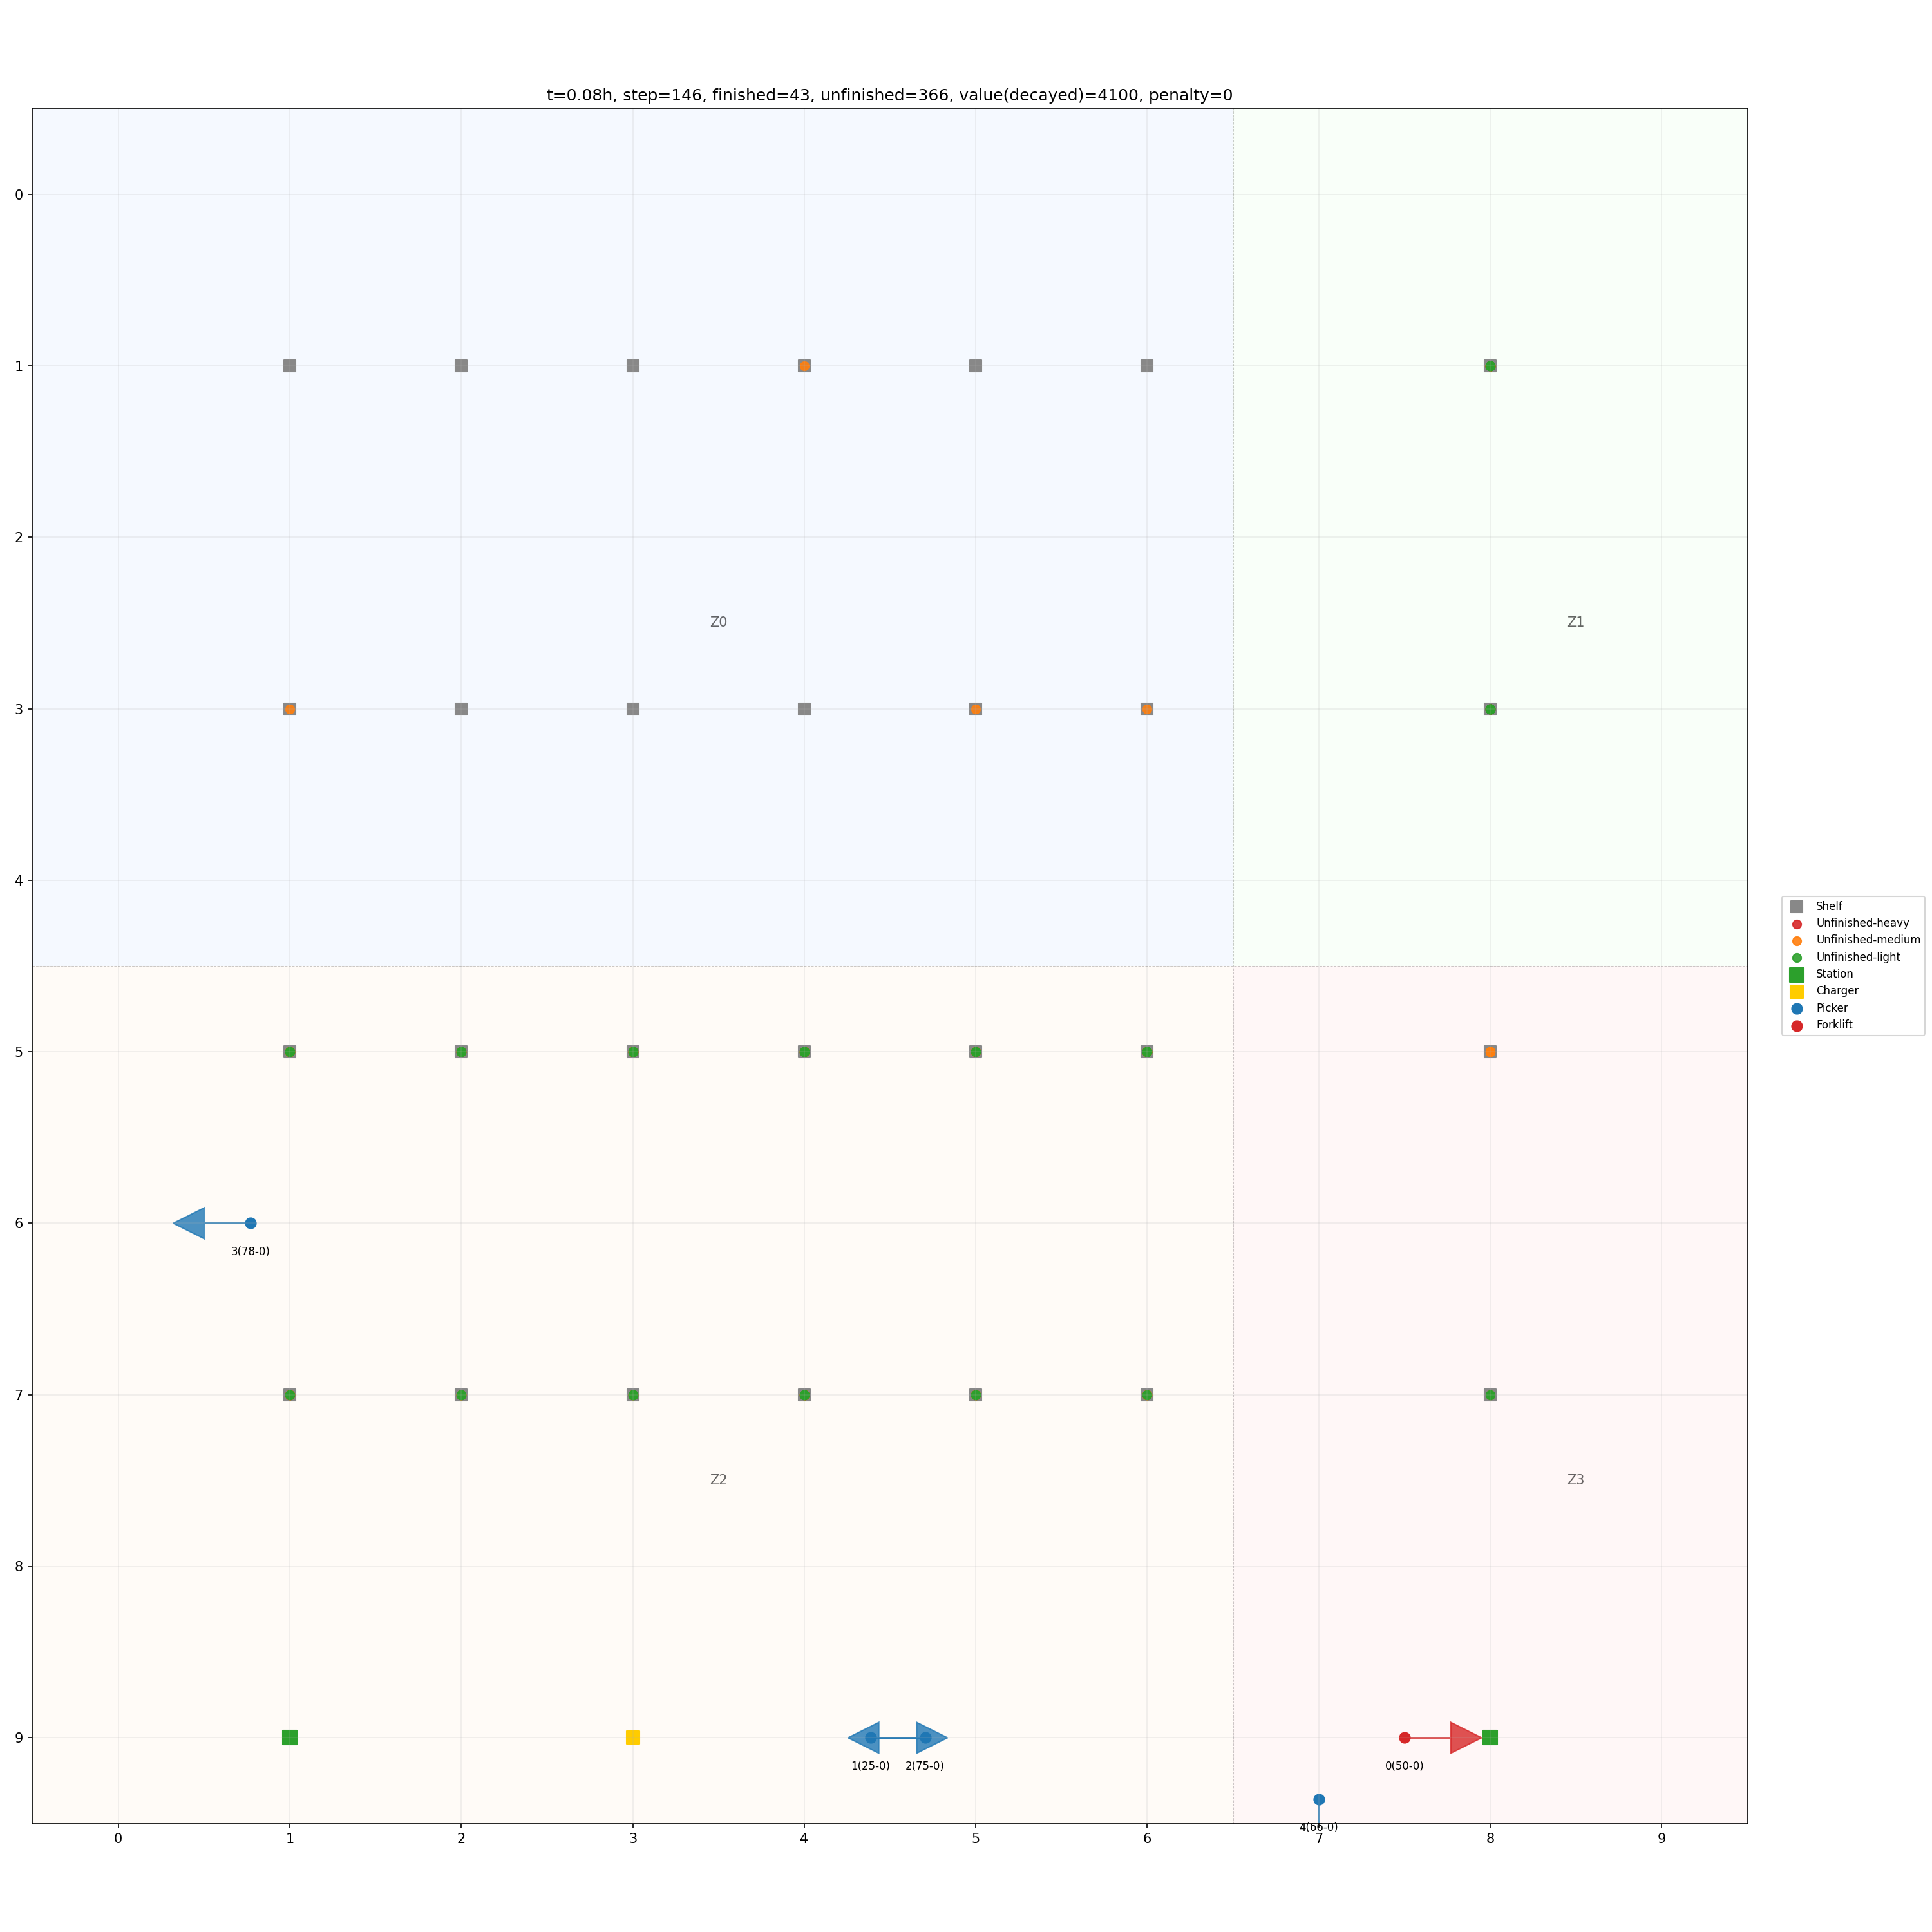 t=0.08h, step=146, finished=43, unfinished=366, value(decayed)=4100, penalty=0
0
1
2
Z0
Z1
3
4
Shelf
Unfinished-heavy
Unfinished-medium
Unfinished-light
Station
Charger
Picker
Forklift
5
6
3(78-0)
7
Z2
Z3
8
9
1(25-0)
2(75-0)
0(50-0)
4(66-0)
0
1
2
3
4
5
6
7
8
9